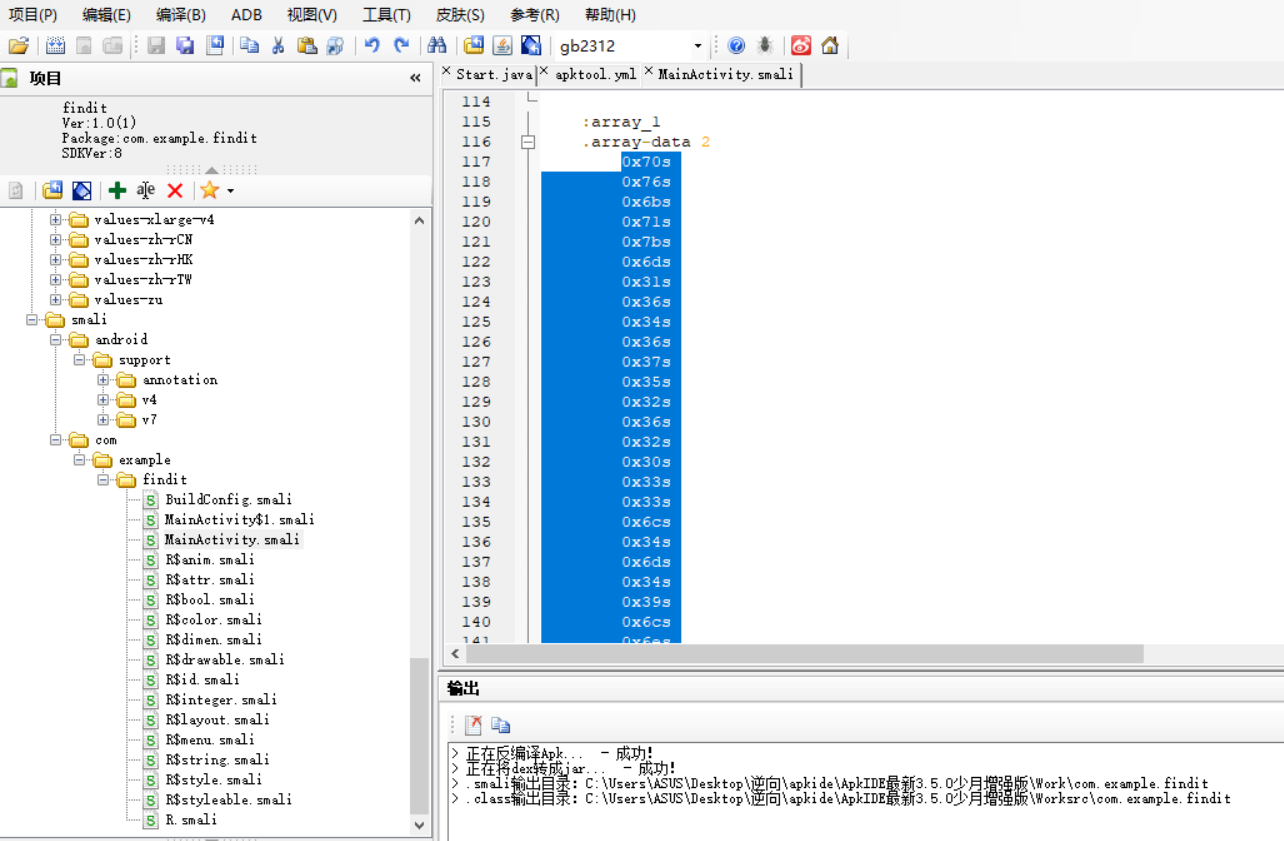 项目(P) 编辑(E) 编译(B) ADB 视图(V) 工具(T) 皮肤(S) 参考(R) 帮助(H)
gb2312
项目
findit
Ver:1.0(1)
Package:com.example.findit
SDKVer:8
values-xlarge-v4
values-zh-rCN
values-zh-rHK
values-zh-rTW
values-zu
smali
android
support
annotation
v4
v7
com
example
findit
BuildConfig.smali
MainActivity$1.smali
MainActivity.smali
R$anim.smali
R$attr.smali
R$bool.smali
R$color.smali
R$dimen.smali
R$drawable.smali
R$id.smali
R$integer.smali
R$layout.smali
R$menu.smali
R$string.smali
R$style.smali
R$styleable.smali
R.smali
Start.java apktool.yml MainActivity.smali
114
115 :array_1
116 .array-data 2
117 0x70s
118 0x76s
119 0x6bs
120 0x71s
121 0x7bs
122 0x6ds
123 0x31s
124 0x36s
125 0x34s
126 0x36s
127 0x37s
128 0x35s
129 0x32s
130 0x36s
131 0x32s
132 0x30s
133 0x33s
134 0x33s
135 0x6cs
136 0x34s
137 0x6ds
138 0x34s
139 0x39s
140 0x6cs
141 0x6es
输出
> 正在反编译Apk... - 成功!
> 正在将dex转成jar... - 成功!
> .smali输出目录: C:\Users\ASUS\Desktop\逆向\apkide\ApkIDE最新3.5.0少月增强版\Work\com.example.findit
> .class输出目录: C:\Users\ASUS\Desktop\逆向\apkide\ApkIDE最新3.5.0少月增强版\Worksrc\com.example.findit